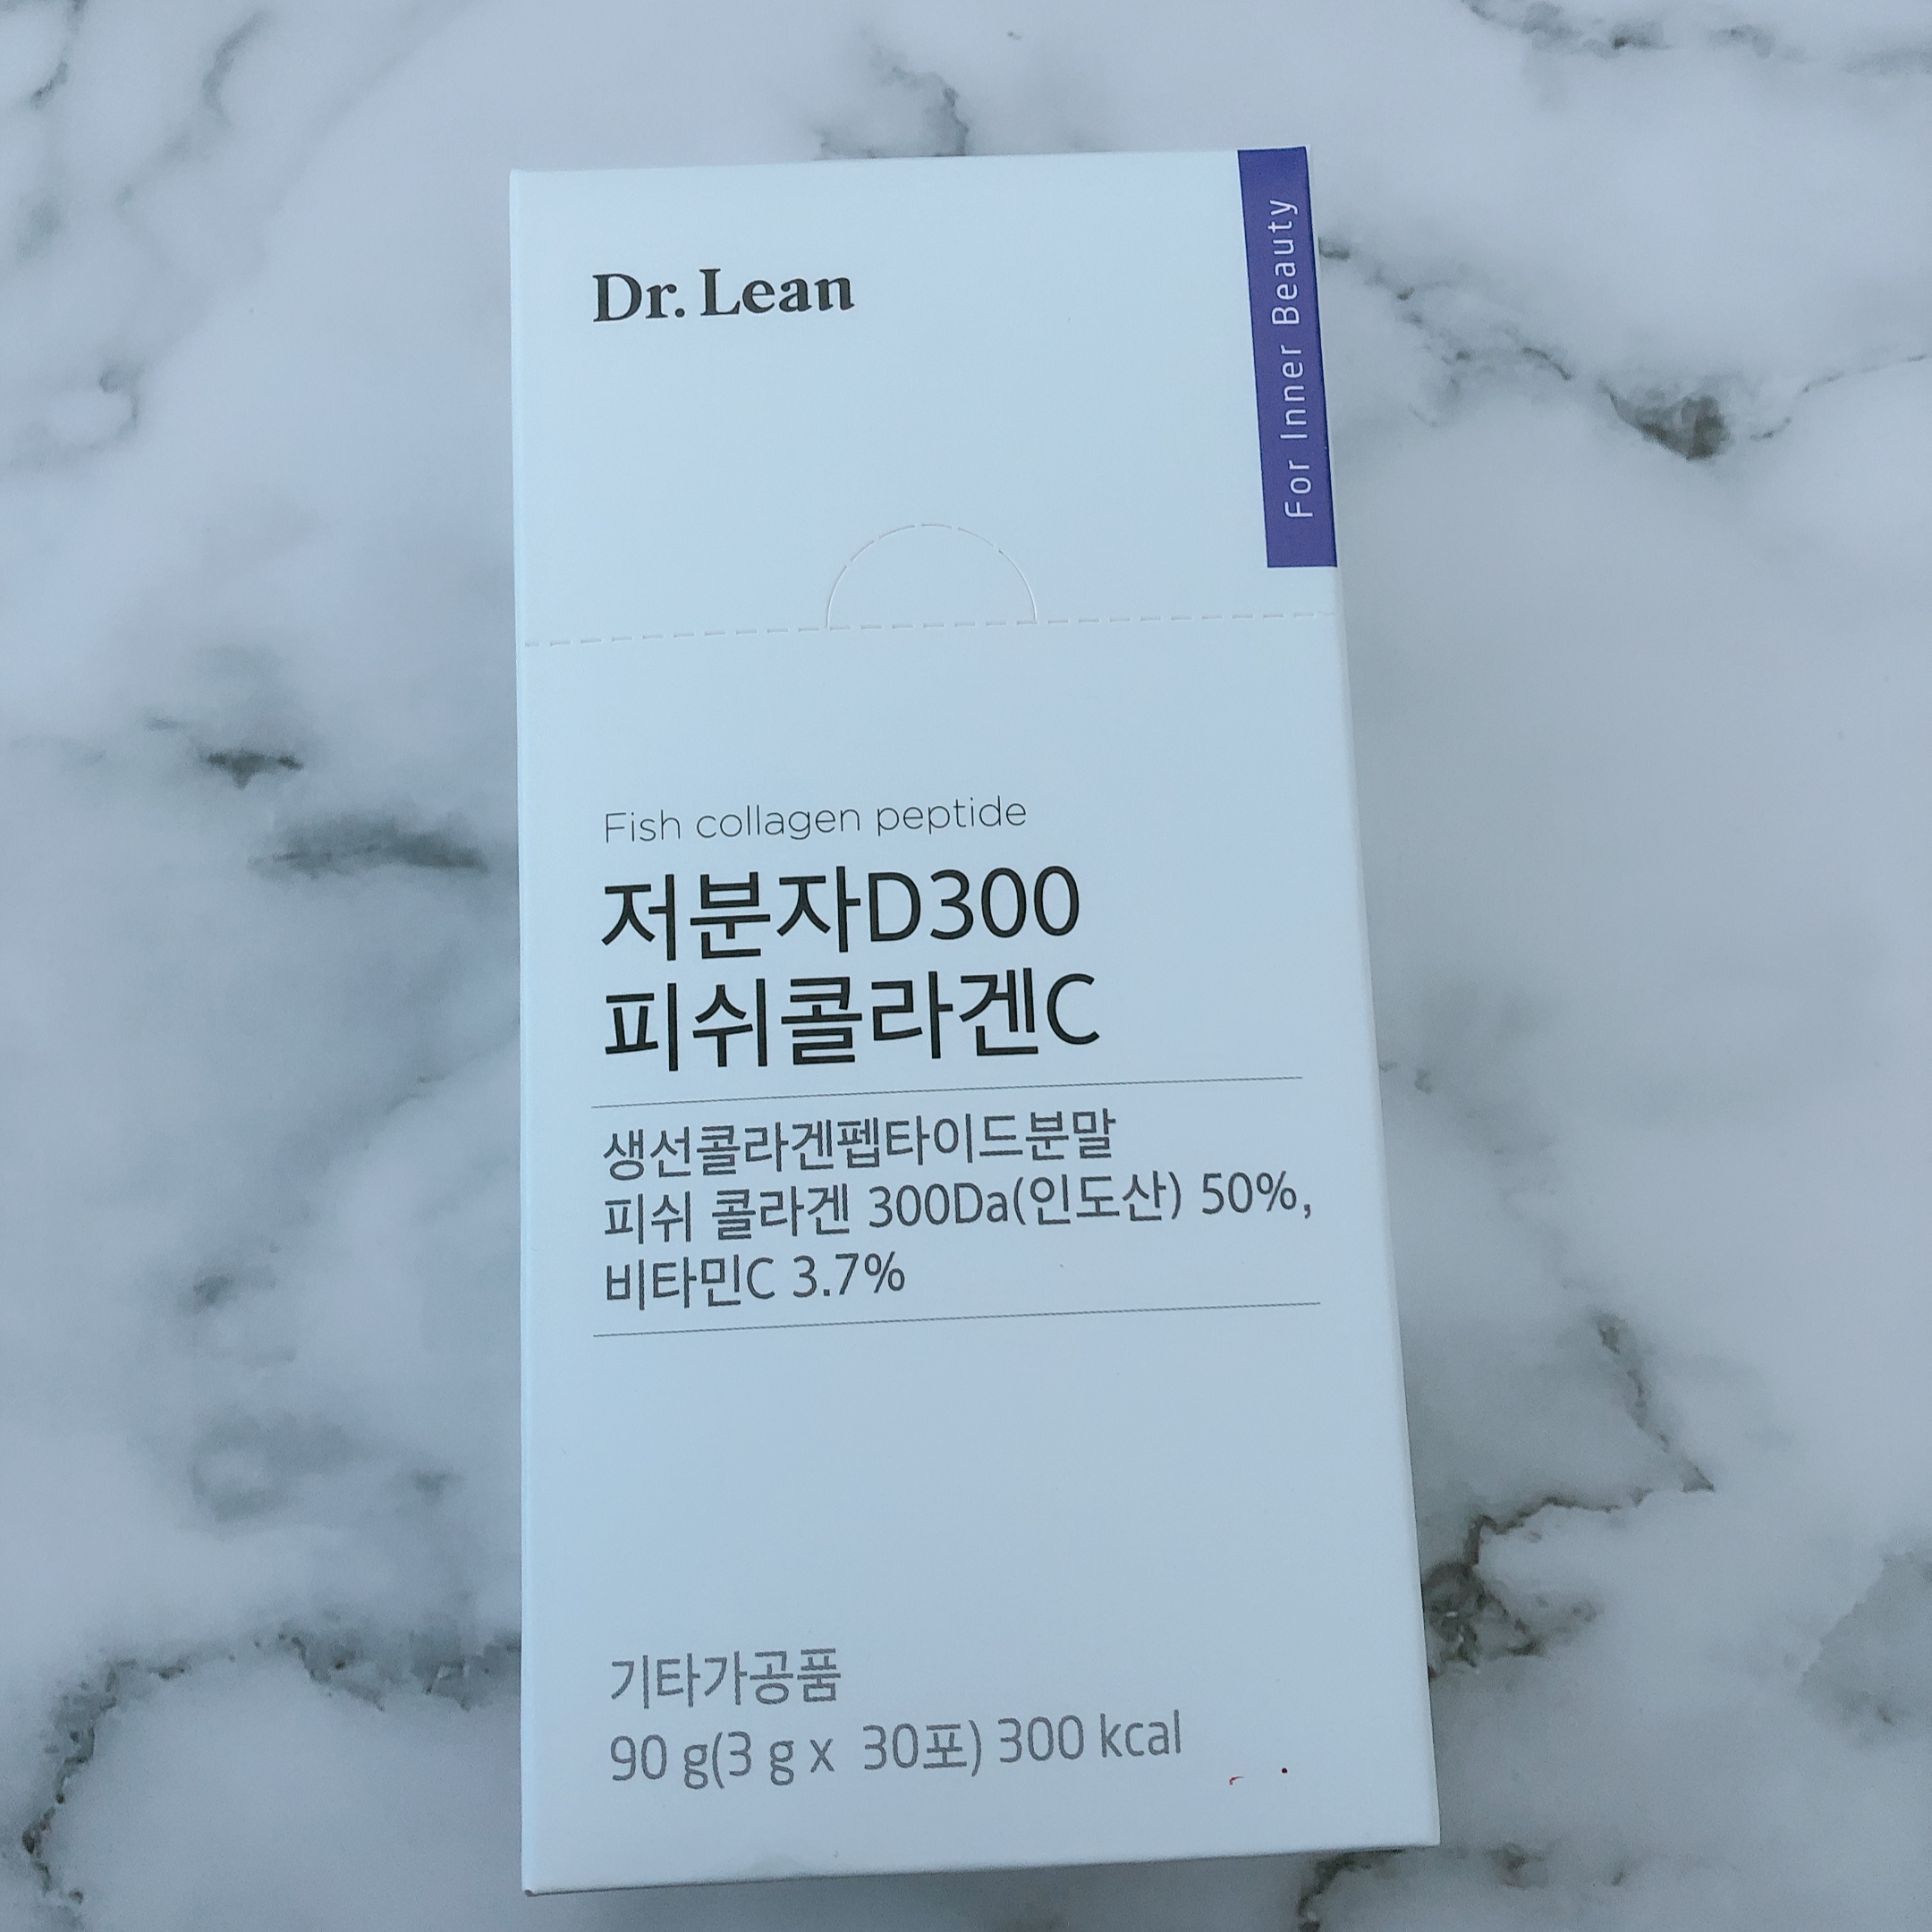 Dr. Lean
For Inner Beauty
Fish collagen peptide
저분자D300
피쉬콜라겐C
생선콜라겐펩타이드분말
피쉬 콜라겐 300Da(인도산) 50%,
비타민C 3.7%
기타가공품
90 g(3 g x 30포) 300 kcal